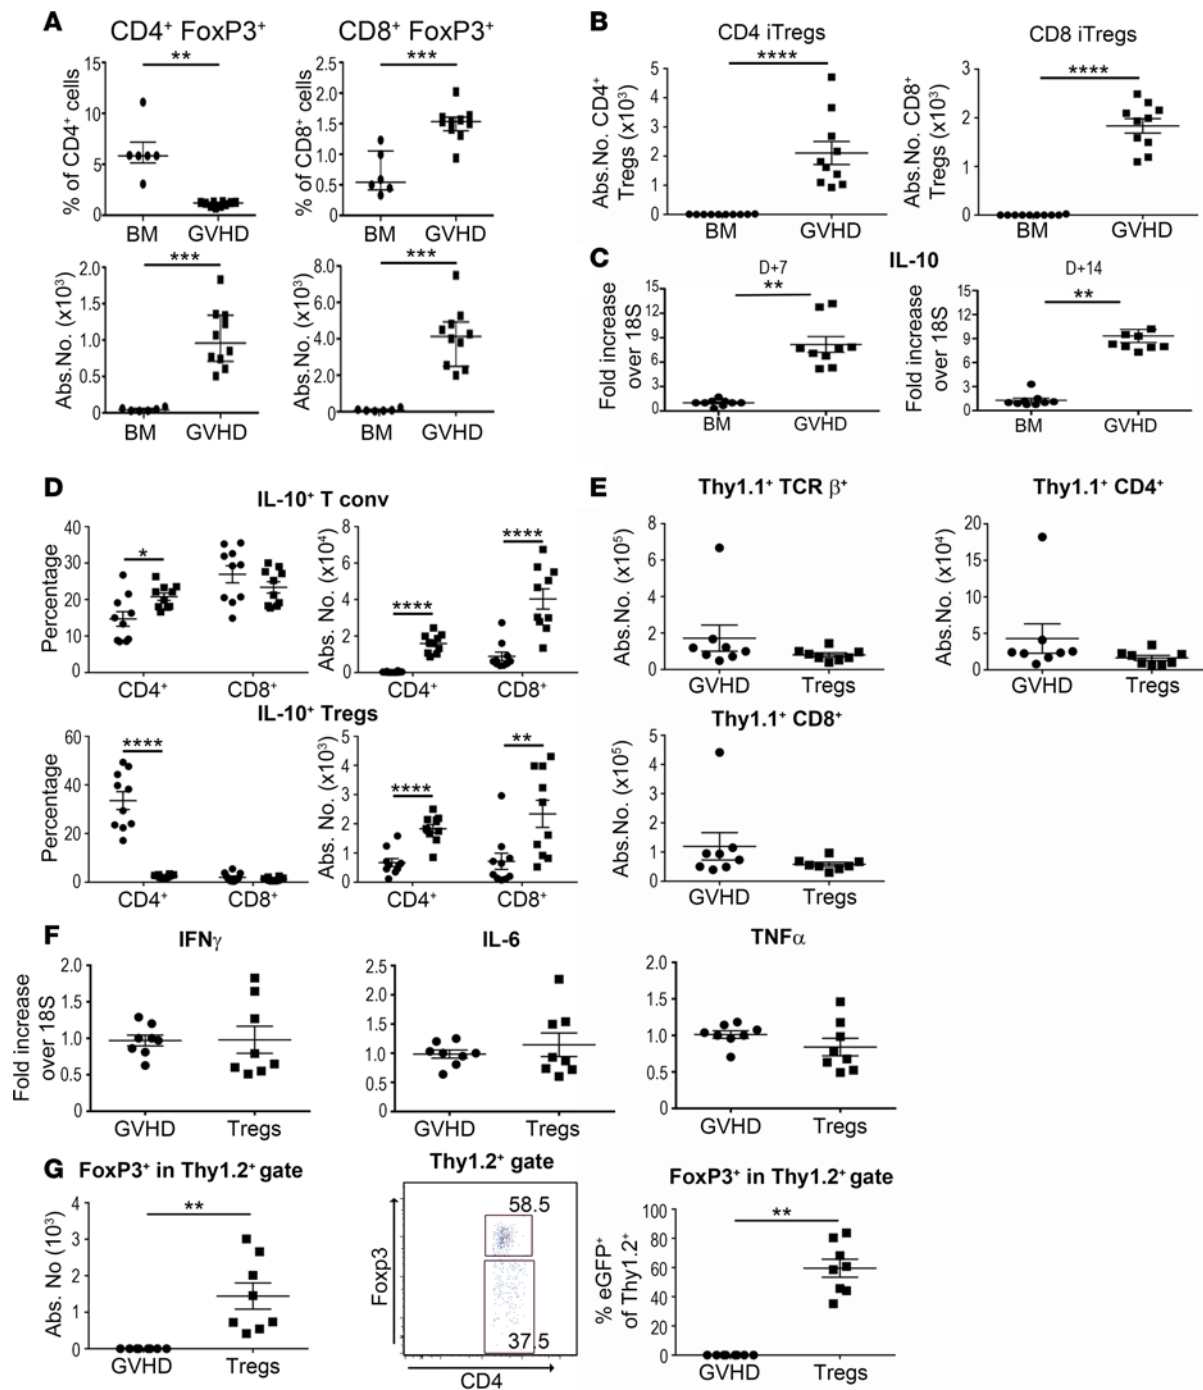 A
CD4+ FoxP3+
CD8+ FoxP3+
**
***
% of CD4+ cells
15
10
5
0
BM GVHD
% of CD8+ cells
2.5
2.0
1.5
1.0
0.5
0
BM GVHD
***
***
Abs.No. (x10³)
2.0
1.5
1.0
0.5
0
BM GVHD
Abs.No. (x10³)
8.0
6.0
4.0
2.0
0
BM GVHD
B
CD4 iTregs
CD8 iTregs
****
****
Abs.No. CD4+
Tregs (x10³)
5
4
3
2
1
0
BM GVHD
Abs.No. CD8+
Tregs (x10³)
3
2
1
0
BM GVHD
C
IL-10
D+7
D+14
**
**
Fold increase
over 18S
15
12
9
6
3
0
BM GVHD
Fold increase
over 18S
15
12
9
6
3
0
BM GVHD
D
IL-10+ T conv
*
****
****
Percentage
40
30
20
10
0
CD4+ CD8+
Abs. No. (x10⁴)
8
6
4
2
0
CD4+ CD8+
IL-10+ Tregs
****
****
**
Percentage
60
40
20
0
CD4+ CD8+
Abs. No. (x10³)
5
4
3
2
1
0
CD4+ CD8+
E
Thy1.1+ TCR β+
Thy1.1+ CD4+
Abs.No. (x10⁵)
8
6
4
2
0
GVHD Tregs
Abs.No. (x10⁴)
20
15
10
5
0
GVHD Tregs
Thy1.1+ CD8+
Abs.No. (x10⁵)
5
4
3
2
1
0
GVHD Tregs
F
IFNγ
IL-6
TNFα
Fold increase
over 18S
2.0
1.5
1.0
0.5
0
GVHD Tregs
2.5
2.0
1.5
1.0
0.5
0
GVHD Tregs
2.0
1.5
1.0
0.5
0
GVHD Tregs
G
FoxP3+ in Thy1.2+ gate
**
Abs. No (10³)
4
3
2
1
0
GVHD Tregs
Thy1.2+ gate
58.5
37.5
Foxp3
CD4
FoxP3+ in Thy1.2+ gate
**
% eGFP+
of Thy1.2+
100
80
60
40
20
0
GVHD Tregs